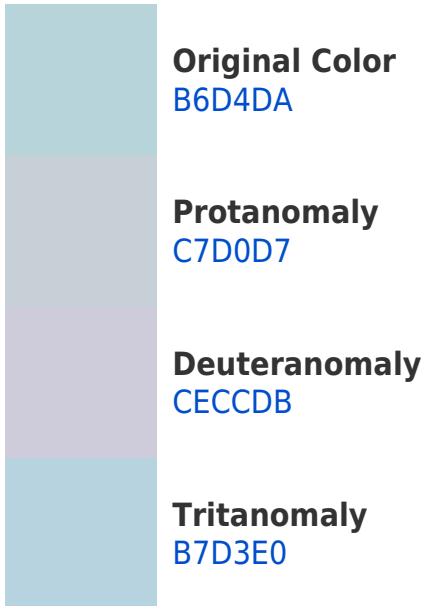 Original Color
B6D4DA
Protanomaly
C7D0D7
Deuteranomaly
CECCDB
Tritanomaly
B7D3E0